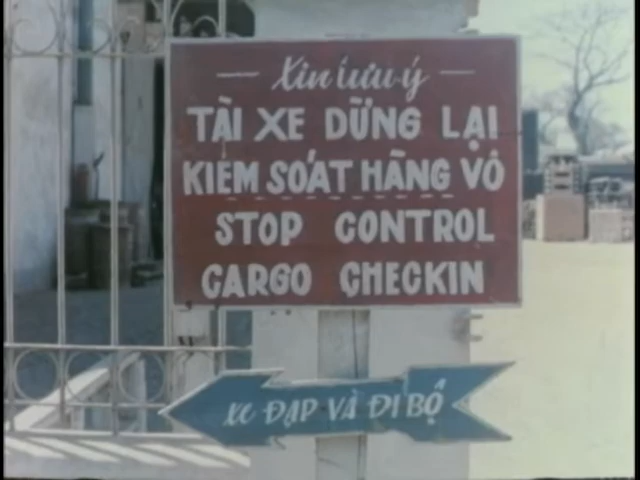 — Xin lưu ý —
TÀI XE DỪNG LẠI
KIỂM SOÁT HÀNG VÔ
STOP CONTROL
CARGO CHECKIN
XE ĐẠP VÀ ĐI BỘ